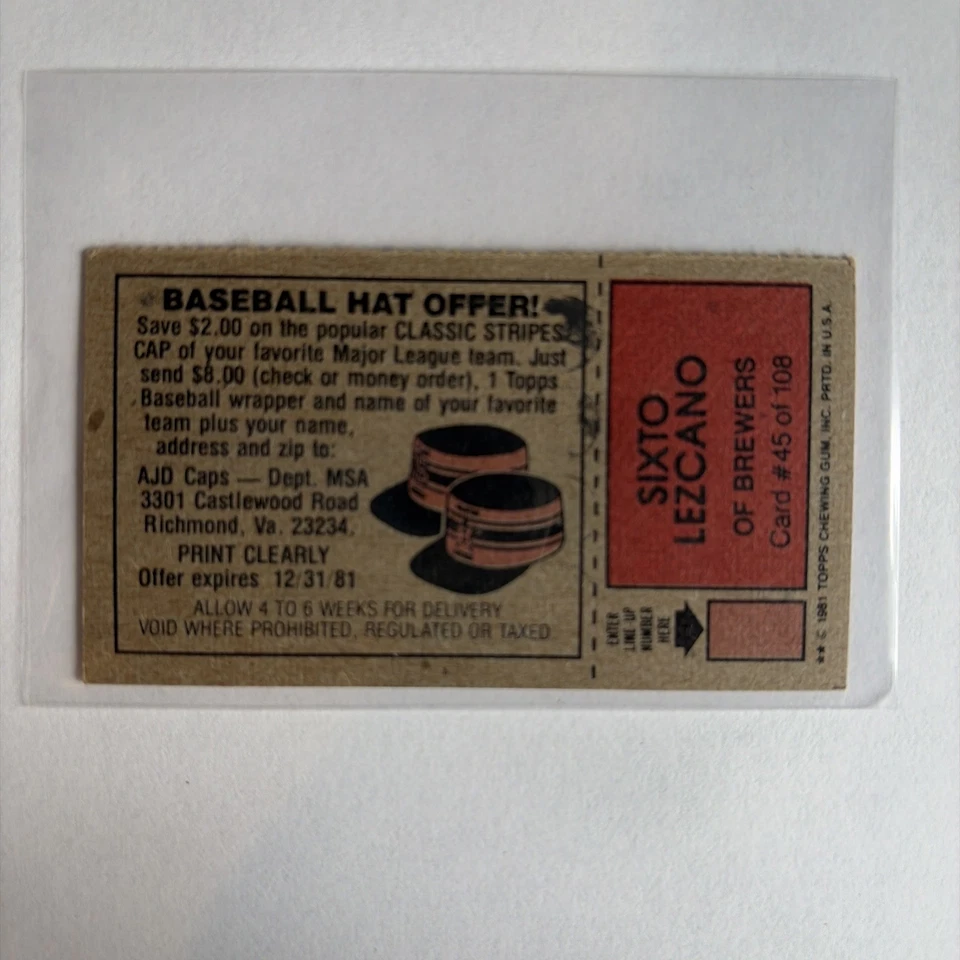 BASEBALL HAT OFFER!
Save $2.00 on the popular CLASSIC STRIPES
CAP of your favorite Major League team. Just
send $8.00 (check or money order), 1 Topps
Baseball wrapper and name of your favorite
team plus your name,
address and zip to:
AJD Caps — Dept. MSA
3301 Castlewood Road
Richmond, Va. 23234.
PRINT CLEARLY
Offer expires 12/31/81
ALLOW 4 TO 6 WEEKS FOR DELIVERY
VOID WHERE PROHIBITED, REGULATED OR TAXED
SIXTO
LEZCANO
OF BREWERS
Card #45 of 108
ENTER
LINE UP
NUMBER
HERE
** © 1981 TOPPS CHEWING GUM, INC. PRTD. IN U.S.A.